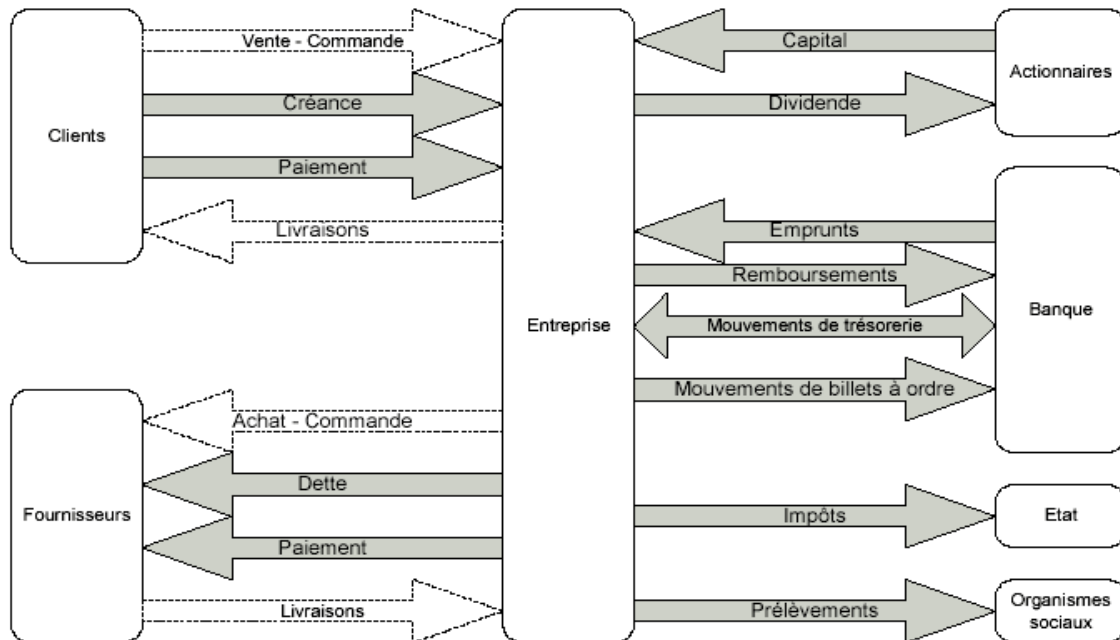 Vente - Commande
Capital
Actionnaires
Créance
Dividende
Clients
Paiement
Livraisons
Emprunts
Remboursements
Entreprise
Mouvements de trésorerie
Banque
Mouvements de billets à ordre
Achat - Commande
Dette
Fournisseurs
Impôts
Etat
Paiement
Livraisons
Prélèvements
Organismes
sociaux